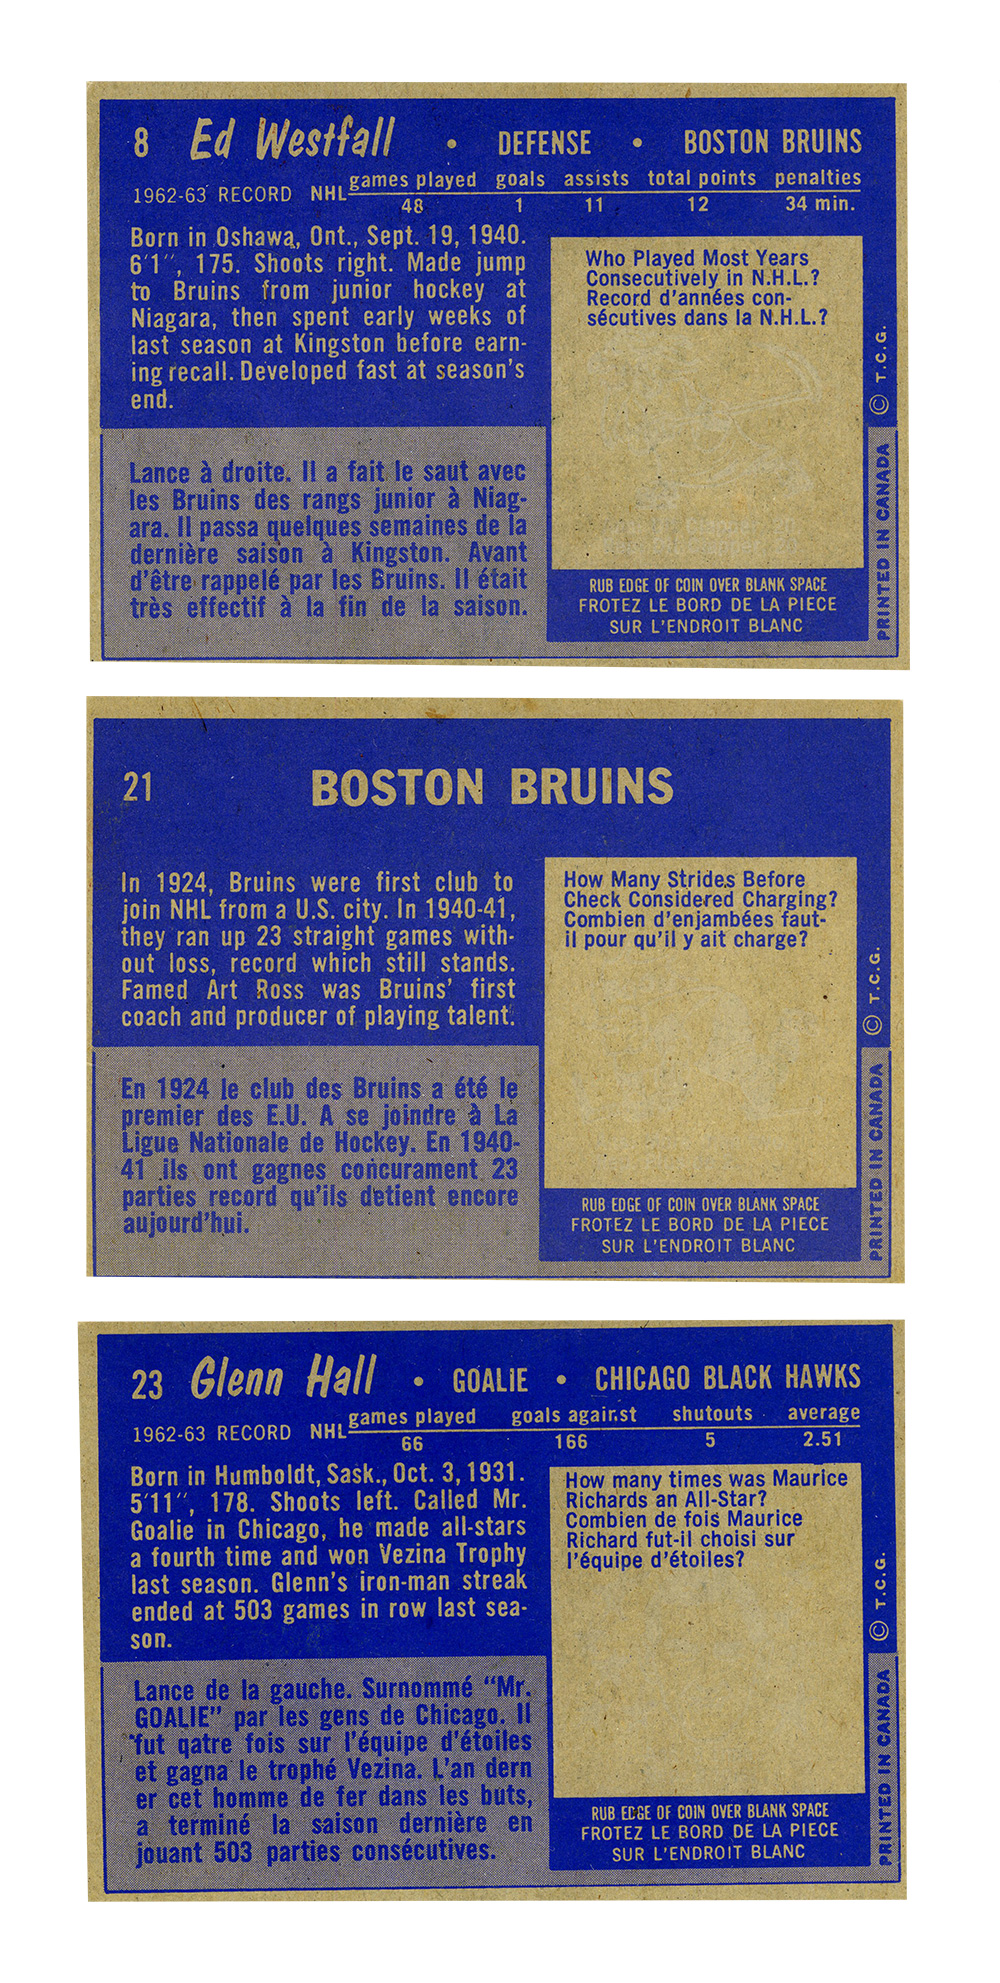 8 Ed Westfall • DEFENSE • BOSTON BRUINS
1962-63 RECORD NHL games played goals assists total points penalties
48 1 11 12 34 min.
Born in Oshawa, Ont., Sept. 19, 1940.
6'1", 175. Shoots right. Made jump
to Bruins from junior hockey at
Niagara, then spent early weeks of
last season at Kingston before earn-
ing recall. Developed fast at season's
end.
Lance à droite. Il a fait le saut avec
les Bruins des rangs junior à Niag-
ara. Il passa quelques semaines de la
dernière saison à Kingston. Avant
d'être rappelé par les Bruins. Il était
très effectif à la fin de la saison.
Who Played Most Years
Consecutively in N.H.L.?
Record d'années con-
sécutives dans la N.H.L.?
RUB EDGE OF COIN OVER BLANK SPACE
FROTEZ LE BORD DE LA PIECE
SUR L'ENDROIT BLANC
© T.C.G.
PRINTED IN CANADA
21 BOSTON BRUINS
In 1924, Bruins were first club to
join NHL from a U.S. city. In 1940-41,
they ran up 23 straight games with-
out loss, record which still stands.
Famed Art Ross was Bruins' first
coach and producer of playing talent.
En 1924 le club des Bruins a été le
premier des E.U. A se joindre à La
Ligue Nationale de Hockey. En 1940-
41 ils ont gagnes concurament 23
parties record qu'ils detient encore
aujourd'hui.
How Many Strides Before
Check Considered Charging?
Combien d'enjambées faut-
il pour qu'il y ait charge?
RUB EDGE OF COIN OVER BLANK SPACE
FROTEZ LE BORD DE LA PIECE
SUR L'ENDROIT BLANC
© T.C.G.
PRINTED IN CANADA
23 Glenn Hall • GOALIE • CHICAGO BLACK HAWKS
1962-63 RECORD NHL games played goals against shutouts average
66 166 5 2.51
Born in Humboldt, Sask., Oct. 3, 1931.
5'11", 178. Shoots left. Called Mr.
Goalie in Chicago, he made all-stars
a fourth time and won Vezina Trophy
last season. Glenn's iron-man streak
ended at 503 games in row last sea-
son.
Lance de la gauche. Surnommé "Mr.
GOALIE" par les gens de Chicago. Il
fut qatre fois sur l'équipe d'étoiles
et gagna le trophé Vezina. L'an dern
er cet homme de fer dans les buts,
a terminé la saison dernière en
jouant 503 parties consécutives.
How many times was Maurice
Richards an All-Star?
Combien de fois Maurice
Richard fut-il choisi sur
l'équipe d'étoiles?
RUB EDGE OF COIN OVER BLANK SPACE
FROTEZ LE BORD DE LA PIECE
SUR L'ENDROIT BLANC
© T.C.G.
PRINTED IN CANADA